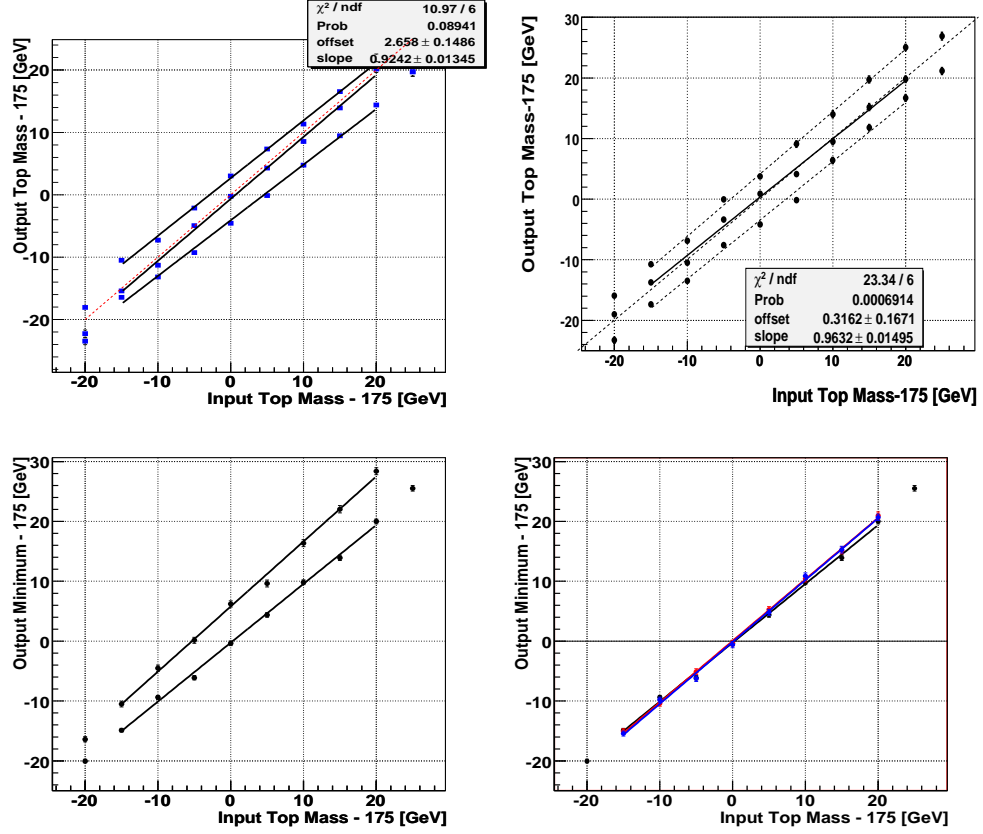 χ² / ndf 10.97 / 6
Prob 0.08941
offset 2.658 ± 0.1486
slope 0.9242 ± 0.01345
Output Top Mass - 175 [GeV]
20
10
0
-10
-20
-20 -10 0 10 20
Input Top Mass - 175 [GeV]
Output Top Mass-175 [GeV]
30
20
10
0
-10
-20
χ² / ndf 23.34 / 6
Prob 0.0006914
offset 0.3162 ± 0.1671
slope 0.9632 ± 0.01495
-20 -10 0 10 20
Input Top Mass-175 [GeV]
Output Minimum - 175 [GeV]
30
20
10
0
-10
-20
-20 -10 0 10 20
Input Top Mass - 175 [GeV]
Output Minimum - 175 [GeV]
30
20
10
0
-10
-20
-20 -10 0 10 20
Input Top Mass - 175 [GeV]